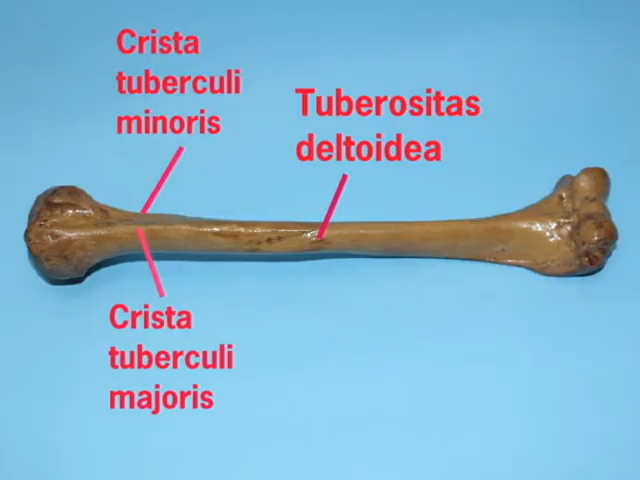 Crista
tuberculi
minoris
Tuberositas
deltoidea
Crista
tuberculi
majoris